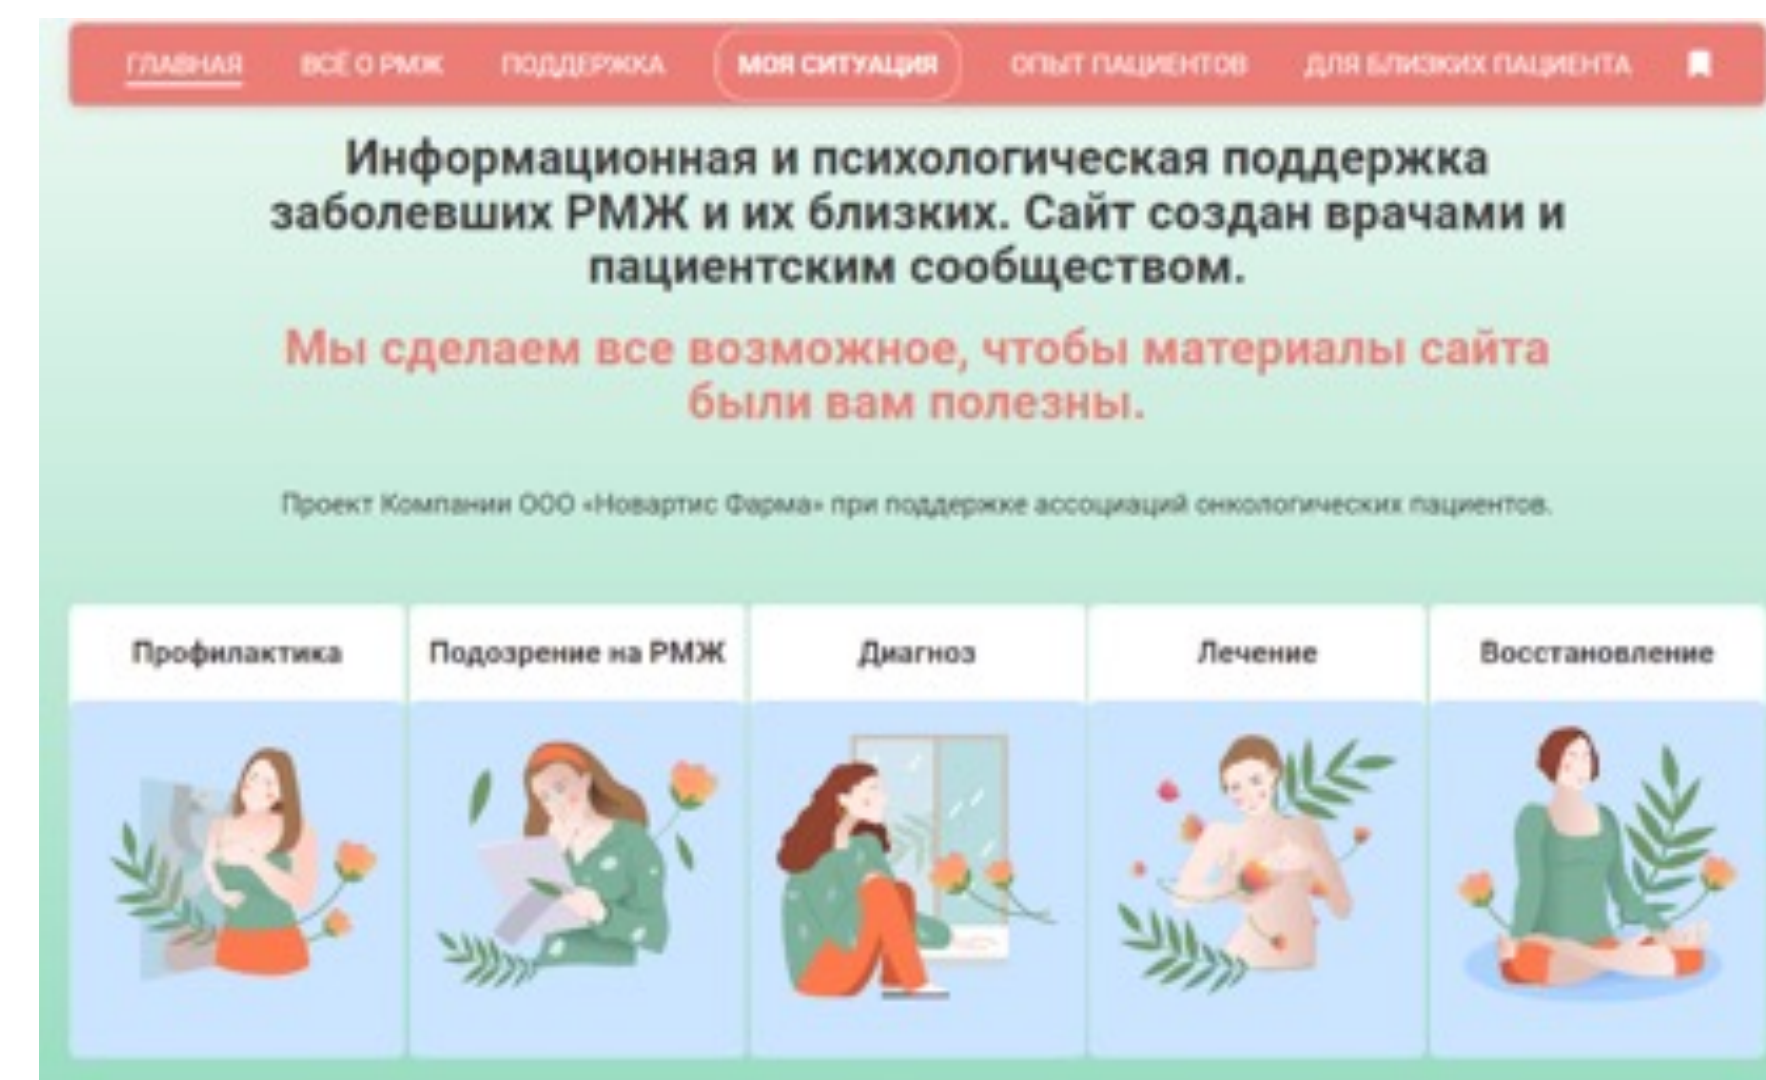 ГЛАВНАЯ ВСЁ О РМЖ ПОДДЕРЖКА МОЯ СИТУАЦИЯ ОПЫТ ПАЦИЕНТОВ ДЛЯ БЛИЗКИХ ПАЦИЕНТА
Информационная и психологическая поддержка
заболевших РМЖ и их близких. Сайт создан врачами и
пациентским сообществом.
Мы сделаем все возможное, чтобы материалы сайта
были вам полезны.
Проект Компании ООО «Новартис Фарма» при поддержке ассоциаций онкологических пациентов.
Профилактика Подозрение на РМЖ Диагноз Лечение Восстановление